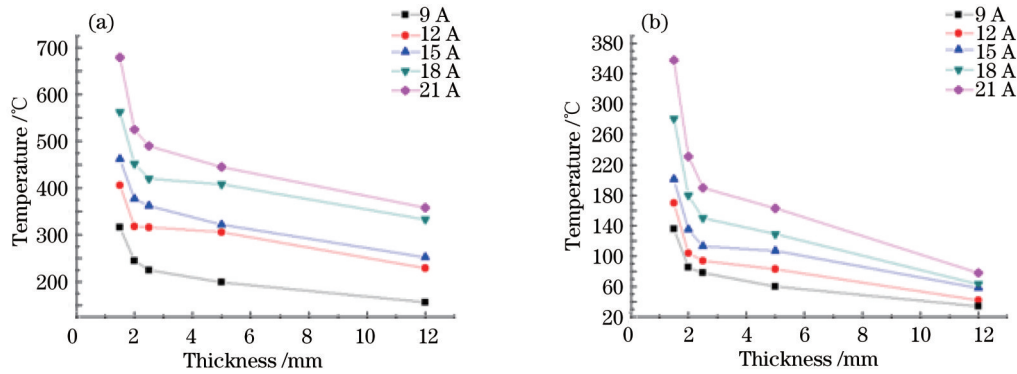 (a)
9 A
12 A
15 A
18 A
21 A
Temperature /℃
700
600
500
400
300
200
0 2 4 6 8 10 12
Thickness /mm
(b)
9 A
12 A
15 A
18 A
21 A
Temperature /℃
380
340
300
260
220
180
140
100
60
20
0 2 4 6 8 10 12
Thickness /mm